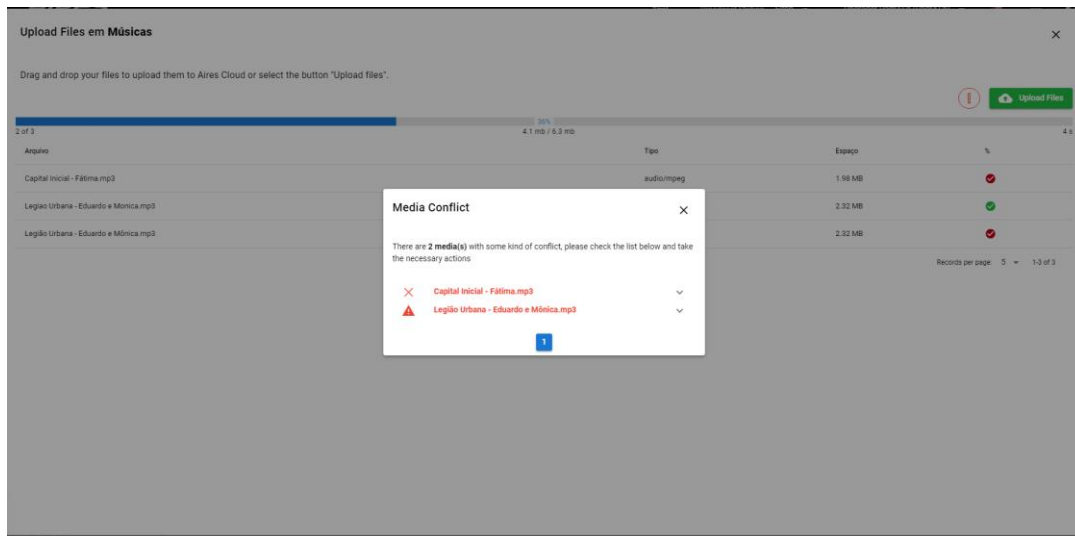 Upload Files em Músicas
Drag and drop your files to upload them to Aires Cloud or select the button "Upload files".
Upload Files
36%
2 of 3 4.1 mb / 6.3 mb 4 s
Arquivo Tipo Espaço %
Capital Inicial - Fátima.mp3 audio/mpeg 1.98 MB
Legiao Urbana - Eduardo e Monica.mp3 2.32 MB
Legião Urbana - Eduardo e Mônica.mp3 2.32 MB
Records per page: 5 1-3 of 3
Media Conflict
There are 2 media(s) with some kind of conflict, please check the list below and take
the necessary actions
Capital Inicial - Fátima.mp3
Legião Urbana - Eduardo e Mônica.mp3
1